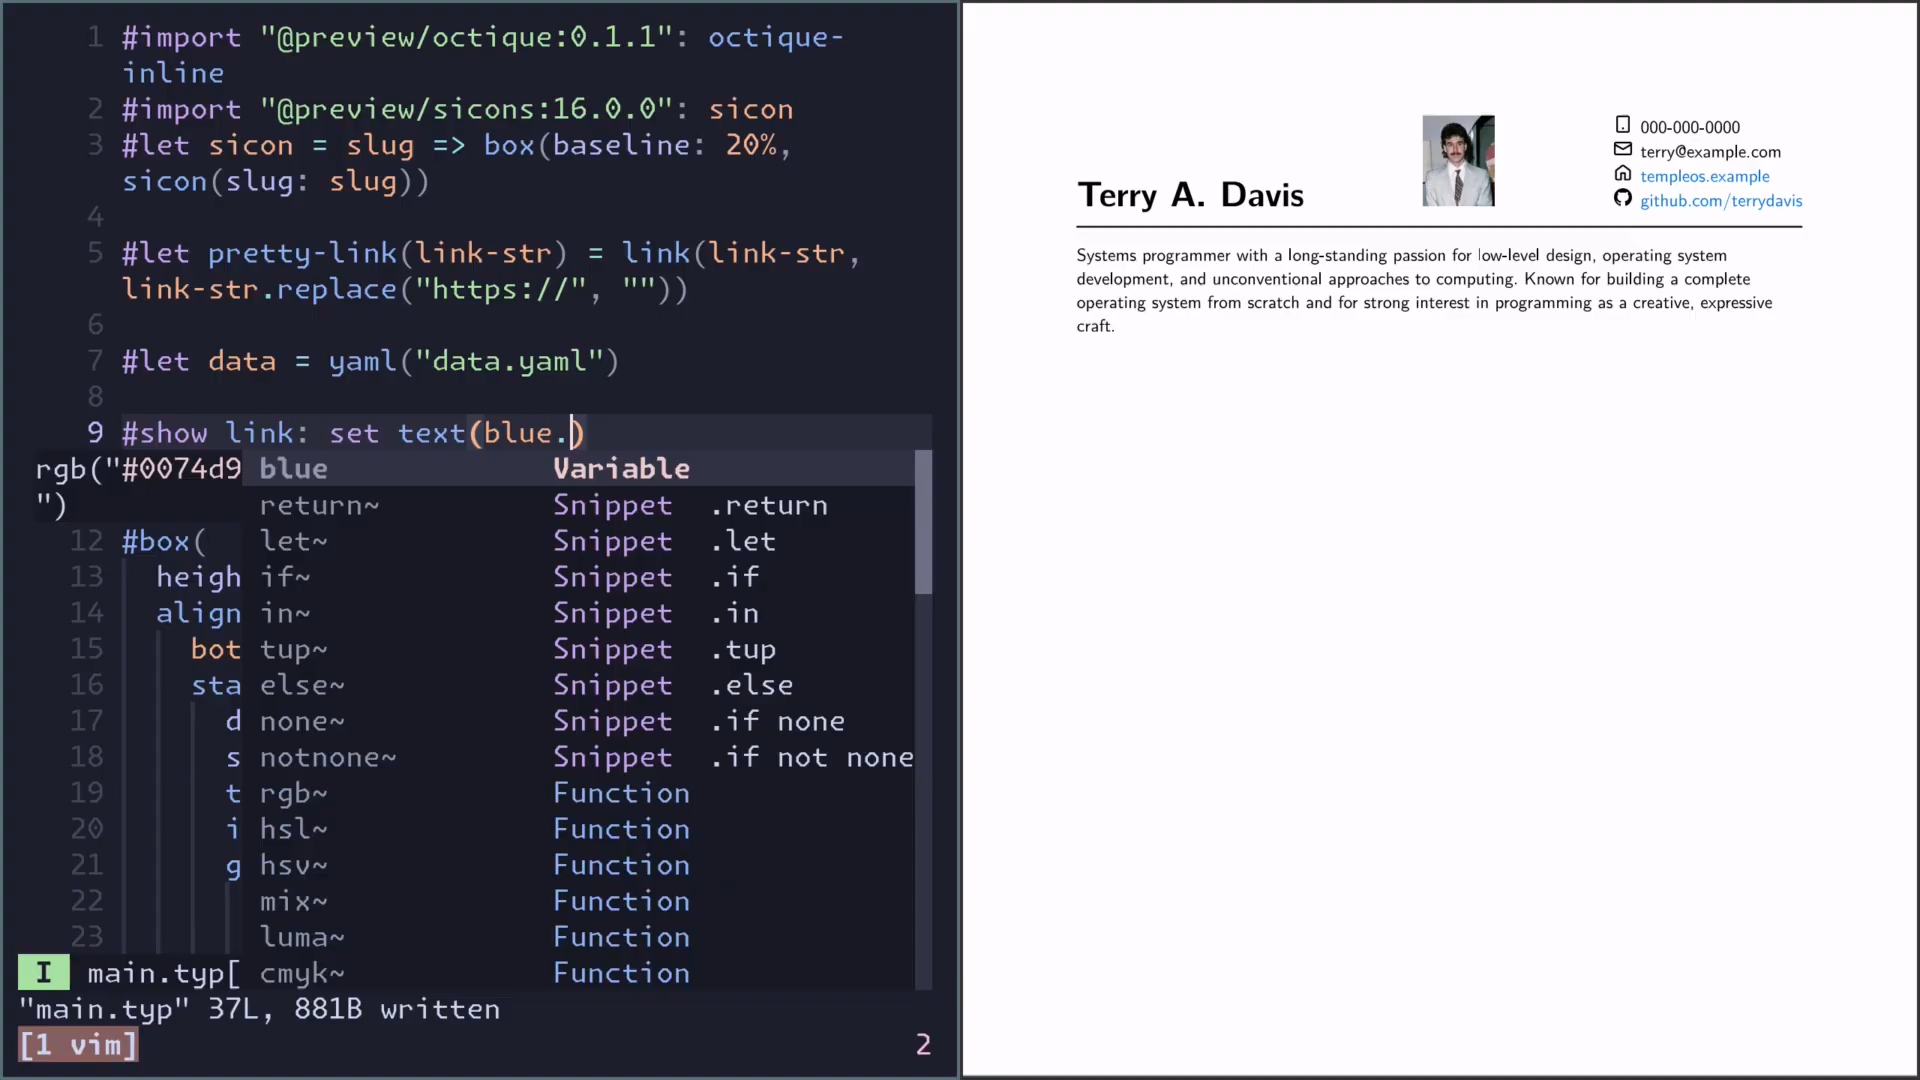 1 #import "@preview/octique:0.1.1": octique-
inline
2 #import "@preview/sicons:16.0.0": sicon
3 #let sicon = slug => box(baseline: 20%,
sicon(slug: slug))
4
5 #let pretty-link(link-str) = link(link-str,
link-str.replace("https://", ""))
6
7 #let data = yaml("data.yaml")
8
9 #show link: set text(blue.)
rgb("#0074d9 blue Variable
") return~ Snippet .return
12 #box( let~ Snippet .let
13 heigh if~ Snippet .if
14 align in~ Snippet .in
15 bot tup~ Snippet .tup
16 sta else~ Snippet .else
17 d none~ Snippet .if none
18 s notnone~ Snippet .if not none
19 t rgb~ Function
20 i hsl~ Function
21 g hsv~ Function
22 mix~ Function
23 luma~ Function
I main.typ[ cmyk~ Function
"main.typ" 37L, 881B written
[1 vim] 2
Terry A. Davis
000-000-0000
terry@example.com
templeos.example
github.com/terrydavis
Systems programmer with a long-standing passion for low-level design, operating system
development, and unconventional approaches to computing. Known for building a complete
operating system from scratch and for strong interest in programming as a creative, expressive
craft.